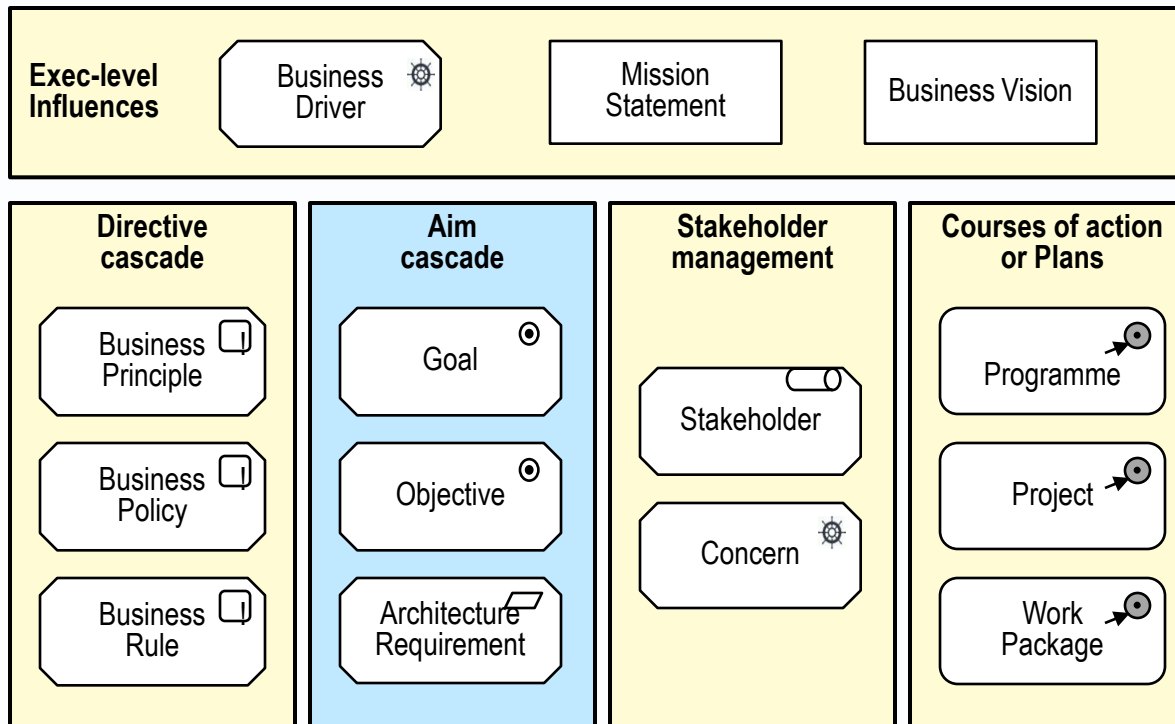 Exec-level
Influences
Business
Driver
Mission
Statement
Business Vision
Directive
cascade
Business
Principle
Business
Policy
Business
Rule
Aim
cascade
Goal
Objective
Architecture
Requirement
Stakeholder
management
Stakeholder
Concern
Courses of action
or Plans
Programme
Project
Work
Package